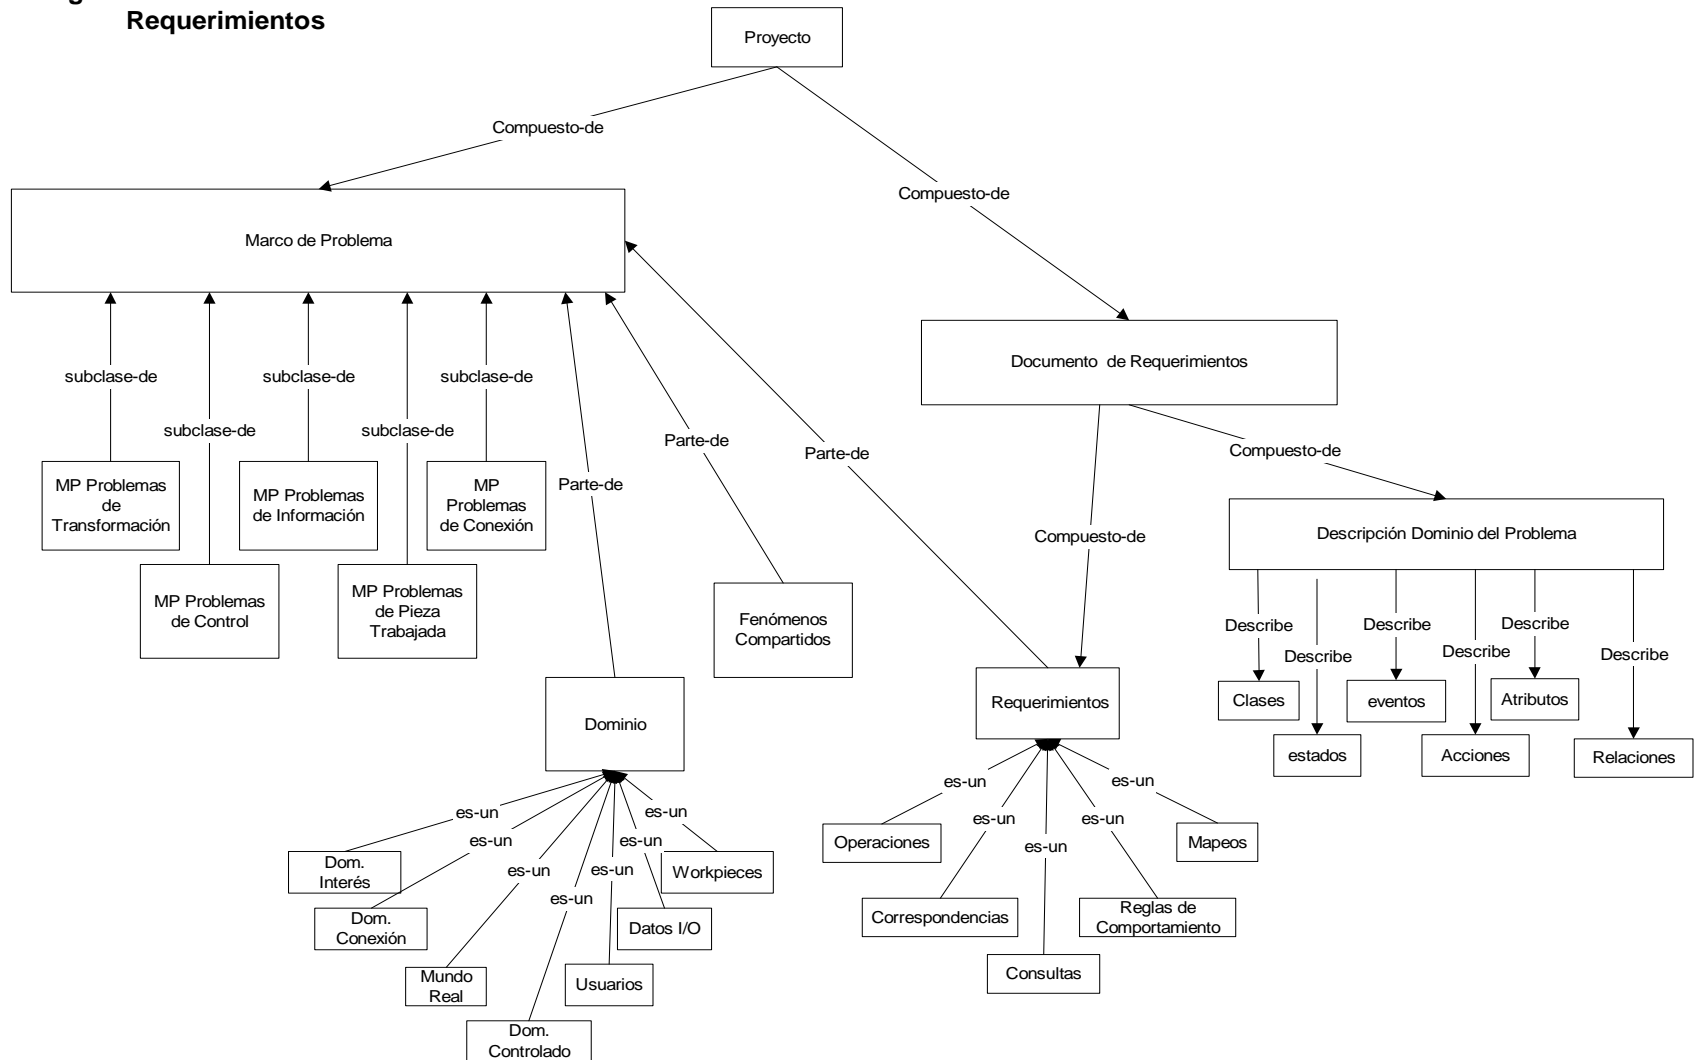 Requerimientos
Proyecto
Compuesto-de
Compuesto-de
Marco de Problema
Documento de Requerimientos
subclase-de
subclase-de
subclase-de
subclase-de
subclase-de
Parte-de
Parte-de
Parte-de
Compuesto-de
Compuesto-de
MP Problemas
de
Transformación
MP Problemas
de Información
MP
Problemas
de Conexión
MP Problemas
de Control
MP Problemas
de Pieza
Trabajada
Fenómenos
Compartidos
Descripción Dominio del Problema
Describe
Describe
Describe
Describe
Describe
Describe
Clases
estados
eventos
Acciones
Atributos
Relaciones
Dominio
Requerimientos
es-un
es-un
es-un
es-un
es-un
es-un
es-un
Dom.
Interés
Dom.
Conexión
Mundo
Real
Dom.
Controlado
Usuarios
Datos I/O
Workpieces
es-un
es-un
es-un
es-un
es-un
Operaciones
Correspondencias
Consultas
Reglas de
Comportamiento
Mapeos